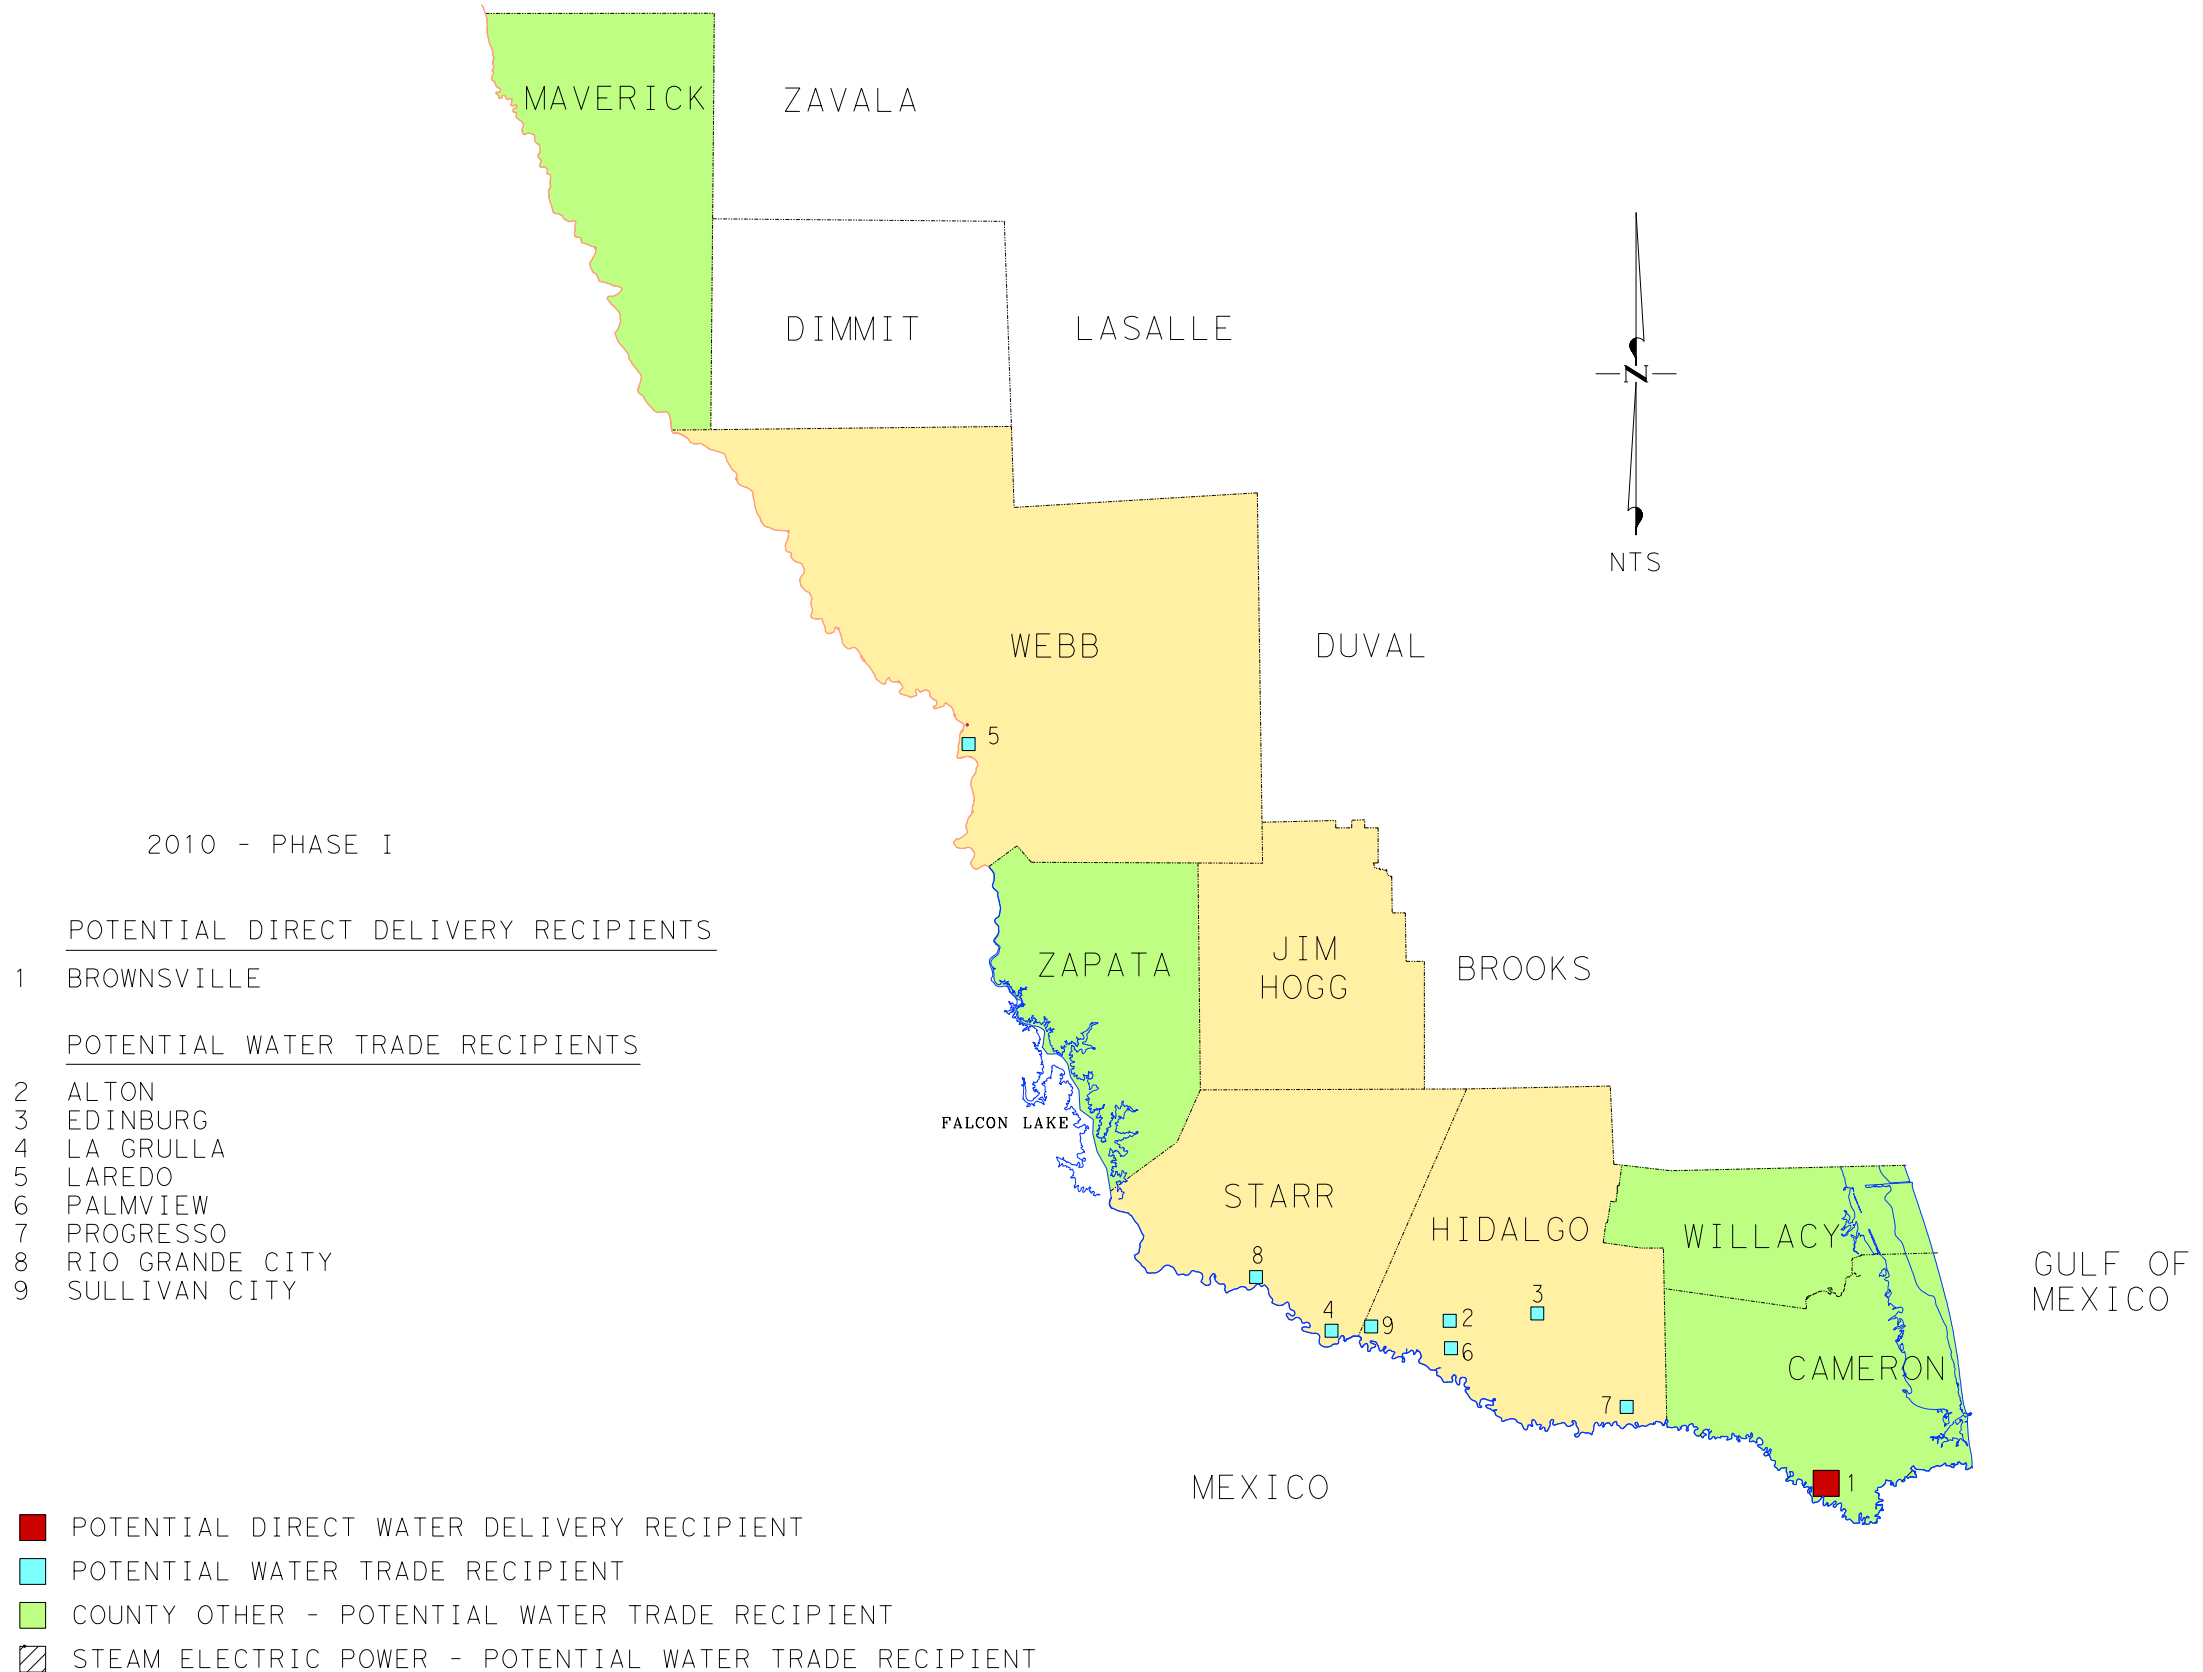 MAVERICK
ZAVALA
DIMMIT
LASALLE
N
NTS
WEBB
DUVAL
5
2010 - PHASE I
POTENTIAL DIRECT DELIVERY RECIPIENTS
1 BROWNSVILLE
POTENTIAL WATER TRADE RECIPIENTS
2 ALTON
3 EDINBURG
4 LA GRULLA
5 LAREDO
6 PALMVIEW
7 PROGRESSO
8 RIO GRANDE CITY
9 SULLIVAN CITY
ZAPATA
JIM
HOGG
BROOKS
FALCON LAKE
STARR
HIDALGO
WILLACY
GULF OF
MEXICO
8
4
9
2
3
6
CAMERON
7
MEXICO
1
POTENTIAL DIRECT WATER DELIVERY RECIPIENT
POTENTIAL WATER TRADE RECIPIENT
COUNTY OTHER - POTENTIAL WATER TRADE RECIPIENT
STEAM ELECTRIC POWER - POTENTIAL WATER TRADE RECIPIENT